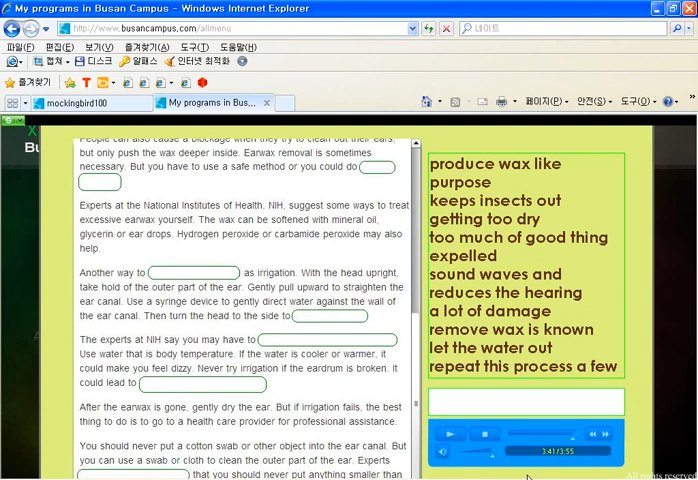 My programs in Busan Campus - Windows Internet Explorer
http://www.busancampus.com/allmenu
네이트
파일(F) 편집(E) 보기(V) 즐겨찾기(A) 도구(T) 도움말(H)
캡쳐 디스크 알패스 인터넷 최적화
즐겨찾기
mockingbird100
My programs in Bus...
페이지(P) 안전(S) 도구(O)
X
Bu
People can also cause a blockage when they try to clean out their ears,
but only push the wax deeper inside. Earwax removal is sometimes
necessary. But you have to use a safe method or you could do
Experts at the National Institutes of Health, NIH, suggest some ways to treat
excessive earwax yourself. The wax can be softened with mineral oil,
glycerin or ear drops. Hydrogen peroxide or carbamide peroxide may also
help.
Another way to as irrigation. With the head upright,
take hold of the outer part of the ear. Gently pull upward to straighten the
ear canal. Use a syringe device to gently direct water against the wall of
the ear canal. Then turn the head to the side to
The experts at NIH say you may have to
Use water that is body temperature. If the water is cooler or warmer, it
could make you feel dizzy. Never try irrigation if the eardrum is broken. It
could lead to
After the earwax is gone, gently dry the ear. But if irrigation fails, the best
thing to do is to go to a health care provider for professional assistance.
You should never put a cotton swab or other object into the ear canal. But
you can use a swab or cloth to clean the outer part of the ear. Experts
that you should never put anything smaller than
produce wax like
purpose
keeps insects out
getting too dry
too much of good thing
expelled
sound waves and
reduces the hearing
a lot of damage
remove wax is known
let the water out
repeat this process a few
3:41/3:55
All rights reserved